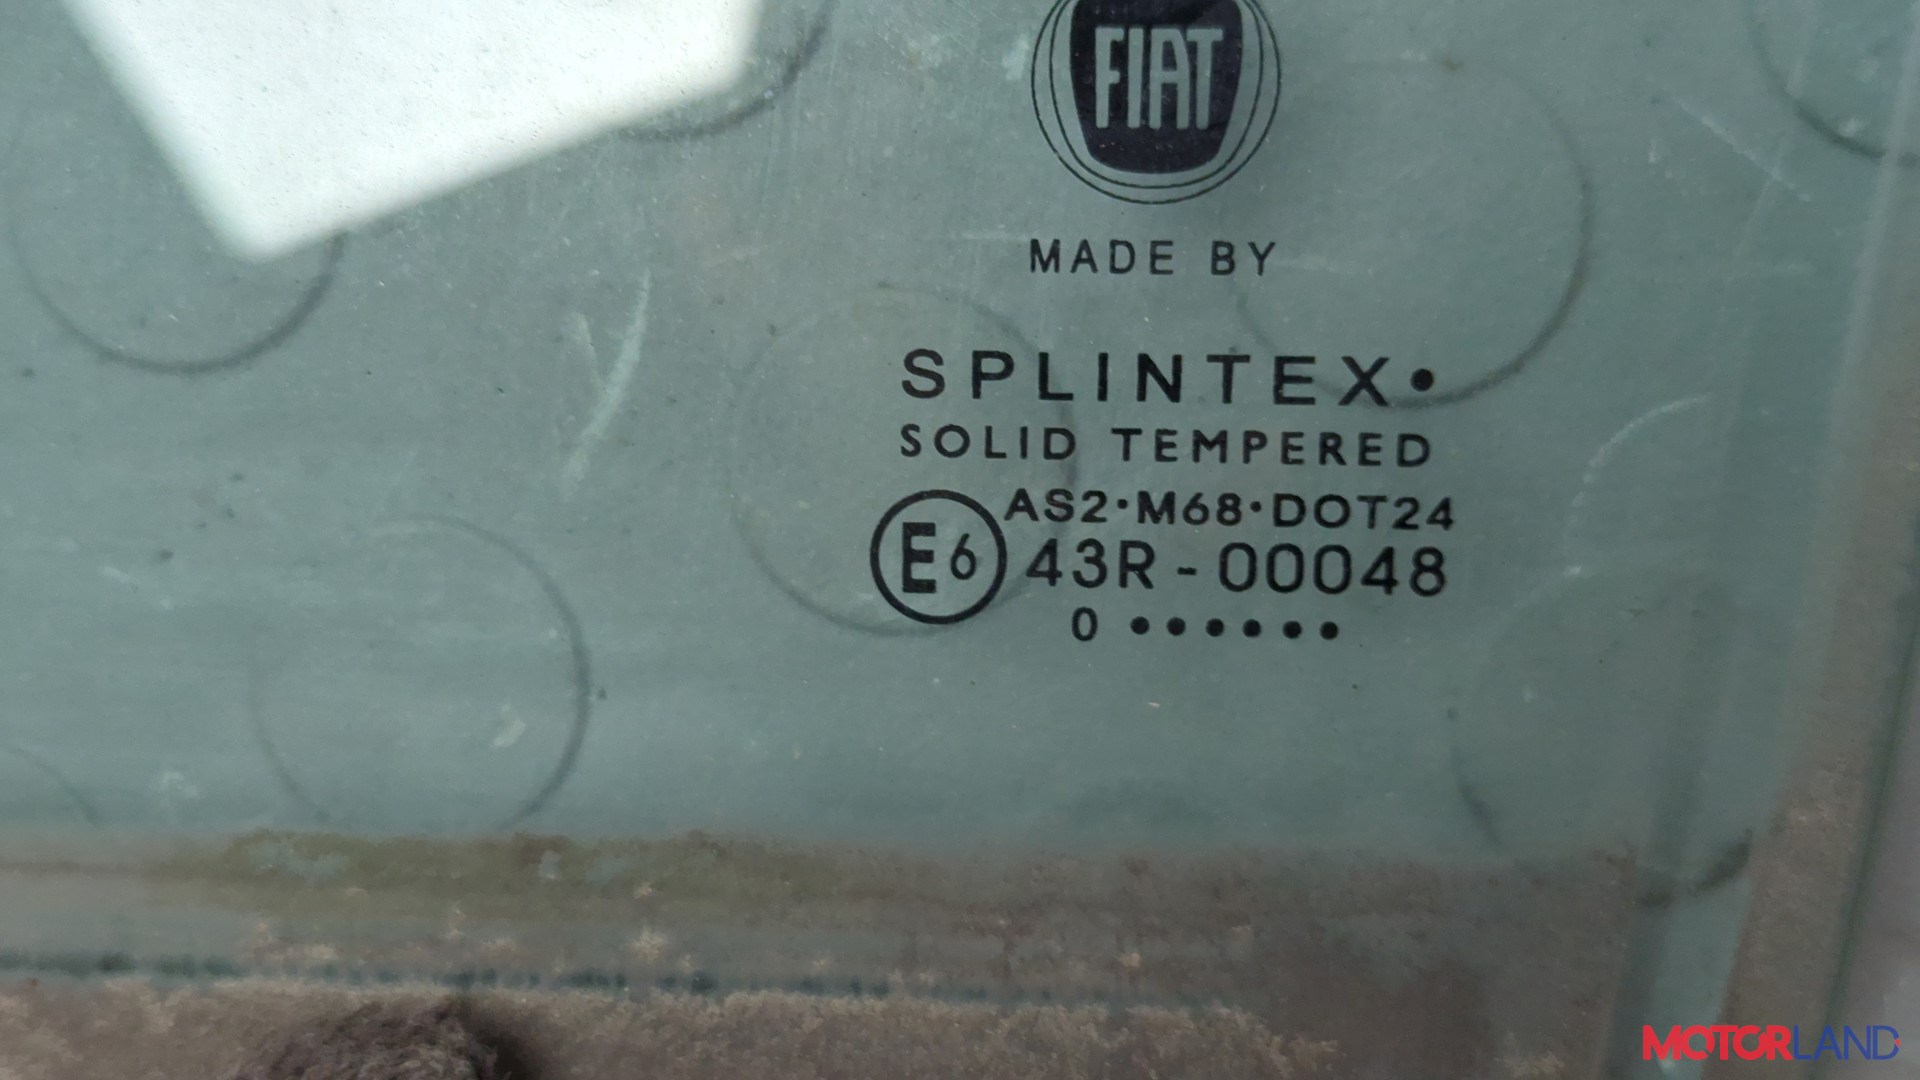 FIAT
MADE BY
SPLINTEX•
SOLID TEMPERED
AS2•M68•DOT24
E6 43R-00048
0 ••••••
MOTORLAND